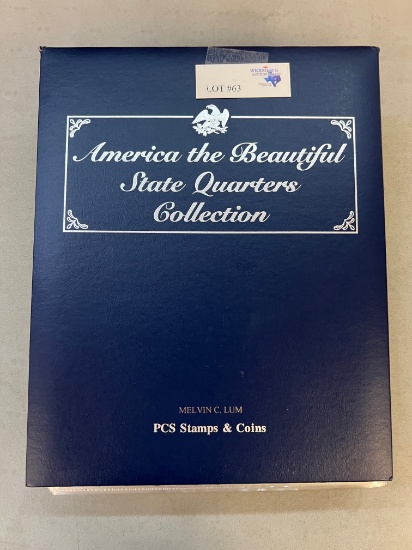 LOT #63
America the Beautiful
State Quarters
Collection
MELVIN C. LUM
PCS Stamps & Coins